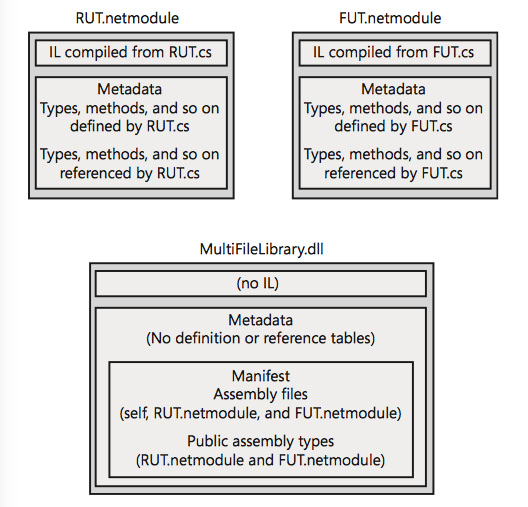 RUT.netmodule
IL compiled from RUT.cs
Metadata
Types, methods, and so on
defined by RUT.cs
Types, methods, and so on
referenced by RUT.cs
FUT.netmodule
IL compiled from FUT.cs
Metadata
Types, methods, and so on
defined by FUT.cs
Types, methods, and so on
referenced by FUT.cs
MultiFileLibrary.dll
(no IL)
Metadata
(No definition or reference tables)
Manifest
Assembly files
(self, RUT.netmodule, and FUT.netmodule)
Public assembly types
(RUT.netmodule and FUT.netmodule)